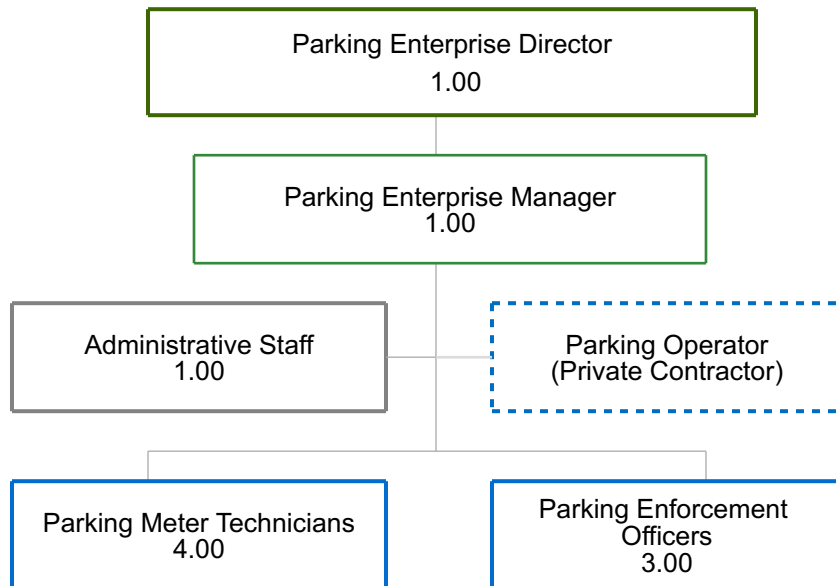 Parking Enterprise Director
1.00
Parking Enterprise Manager
1.00
Administrative Staff
1.00
Parking Operator
(Private Contractor)
Parking Meter Technicians
4.00
Parking Enforcement
Officers
3.00